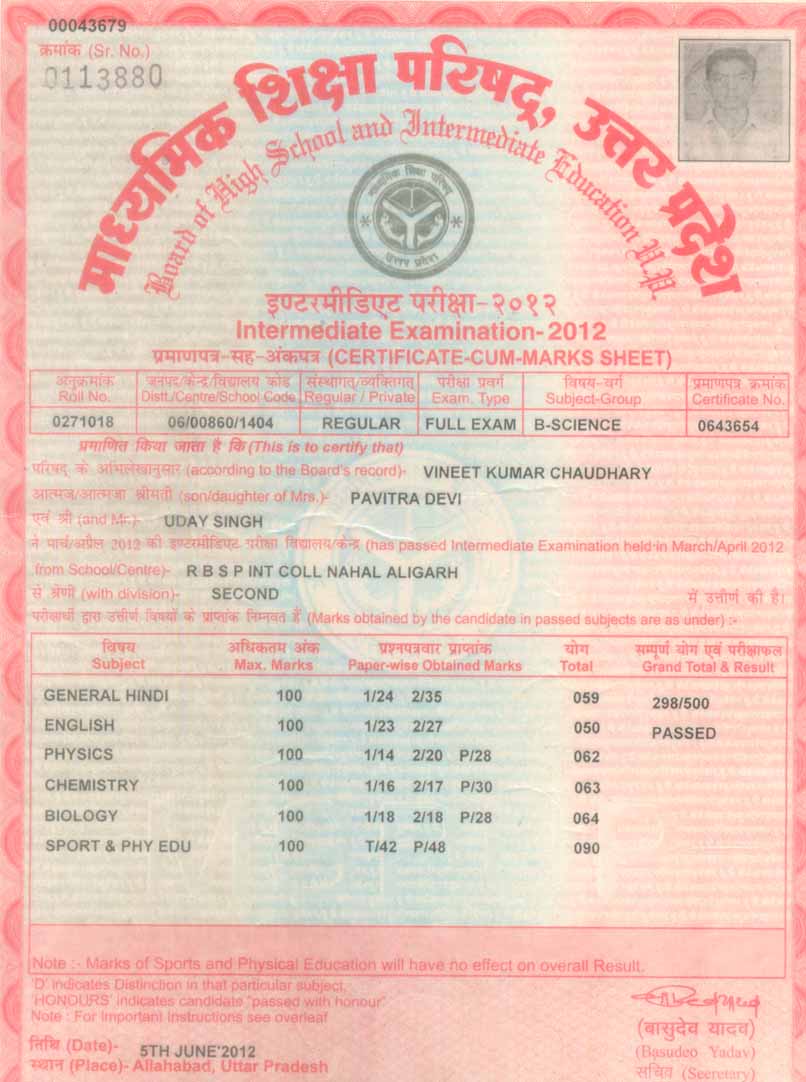 00043679
क्रमांक (Sr. No.)
0113880
माध्यमिक शिक्षा परिषद्, उत्तर प्रदेश
Board of High School and Intermediate Education U.P.
माध्यमिक शिक्षा परिषद्
उत्तर प्रदेश
इण्टरमीडिएट परीक्षा-२०१२
Intermediate Examination- 2012
प्रमाणपत्र-सह-अंकपत्र (CERTIFICATE-CUM-MARKS SHEET)
अनुक्रमांक जनपद/केन्द्र/विद्यालय कोड संस्थागत/व्यक्तिगत परीक्षा प्रवर्ग विषय-वर्ग प्रमाणपत्र क्रमांक
Roll No. Distt./Centre/School Code Regular / Private Exam. Type Subject-Group Certificate No.
0271018 06/00860/1404 REGULAR FULL EXAM B-SCIENCE 0643654
प्रमाणित किया जाता है कि (This is to certify that)
परिषद के अभिलेखानुसार (according to the Board's record)- VINEET KUMAR CHAUDHARY
आत्मज/आत्मजा श्रीमती (son/daughter of Mrs.)- PAVITRA DEVI
एवं श्री (and Mr.)- UDAY SINGH
ने मार्च/अप्रैल 2012 की इण्टरमीडिएट परीक्षा विद्यालय/केन्द्र (has passed Intermediate Examination held in March/April 2012
from School/Centre)- R B S P INT COLL NAHAL ALIGARH
से श्रेणी (with division)- SECOND में उत्तीर्ण की है।
परीक्षार्थी द्वारा उत्तीर्ण विषयों के प्राप्तांक निम्नवत हैं (Marks obtained by the candidate in passed subjects are as under) :-
विषय अधिकतम अंक प्रश्नपत्रवार प्राप्तांक योग सम्पूर्ण योग एवं परीक्षाफल
Subject Max. Marks Paper-wise Obtained Marks Total Grand Total & Result
GENERAL HINDI 100 1/24 2/35 059 298/500
ENGLISH 100 1/23 2/27 050 PASSED
PHYSICS 100 1/14 2/20 P/28 062
CHEMISTRY 100 1/16 2/17 P/30 063
BIOLOGY 100 1/18 2/18 P/28 064
SPORT & PHY EDU 100 T/42 P/48 090
Note :- Marks of Sports and Physical Education will have no effect on overall Result.
'D' indicates Distinction in that particular subject,
'HONOURS' indicates candidate "passed with honour"
Note : For Important Instructions see overleaf
(बासुदेव यादव)
(Basudeo Yadav)
सचिव (Secretary)
तिथि (Date)- 5TH JUNE'2012
स्थान (Place)- Allahabad, Uttar Pradesh